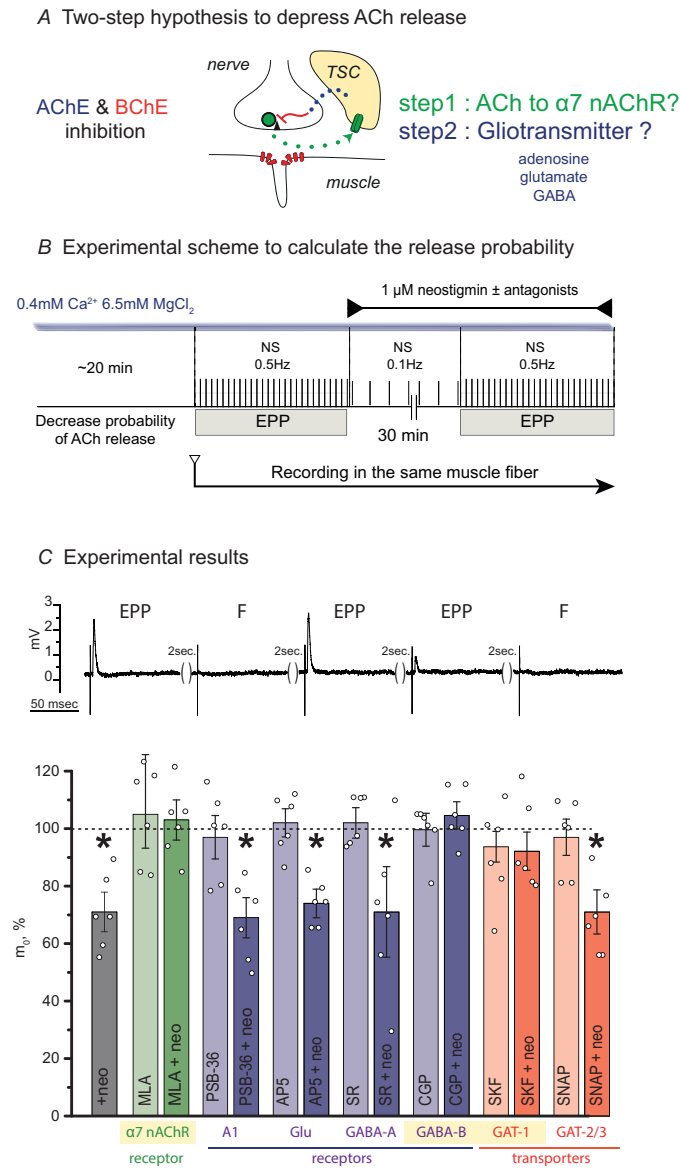 A Two-step hypothesis to depress ACh release
nerve
TSC
AChE & BChE
inhibition
step1 : ACh to α7 nAChR?
step2 : Gliotransmitter ?
adenosine
glutamate
GABA
muscle
B Experimental scheme to calculate the release probability
1 μM neostigmin ± antagonists
0.4mM Ca²⁺ 6.5mM MgCl₂
~20 min
NS
0.5Hz
NS
0.1Hz
NS
0.5Hz
Decrease probability
of ACh release
EPP
30 min
EPP
Recording in the same muscle fiber
C Experimental results
3
2
1
0
mV
EPP
F
EPP
EPP
F
2sec.
2sec.
2sec.
2sec.
50 msec
120
100
80
60
40
20
0
m₀, %
*
*
*
*
*
+neo
MLA
MLA + neo
PSB-36
PSB-36 + neo
AP5
AP5 + neo
SR
SR + neo
CGP
CGP + neo
SKF
SKF + neo
SNAP
SNAP + neo
α7 nAChR A1 Glu GABA-A GABA-B GAT-1 GAT-2/3
receptor receptors transporters